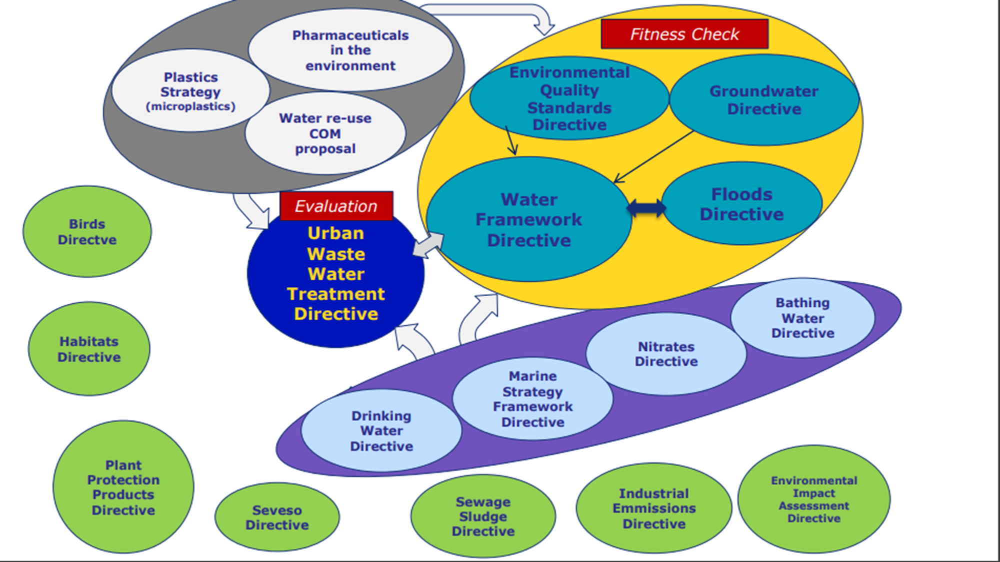 Pharmaceuticals
in the
environment
Plastics
Strategy
(microplastics)
Water re-use
COM
proposal
Fitness Check
Environmental
Quality
Standards
Directive
Groundwater
Directive
Water
Framework
Directive
Floods
Directive
Evaluation
Urban
Waste
Water
Treatment
Directive
Birds
Directve
Habitats
Directive
Bathing
Water
Directive
Nitrates
Directive
Marine
Strategy
Framework
Directive
Drinking
Water
Directive
Plant
Protection
Products
Directive
Seveso
Directive
Sewage
Sludge
Directive
Industrial
Emmissions
Directive
Environmental
Impact
Assessment
Directive